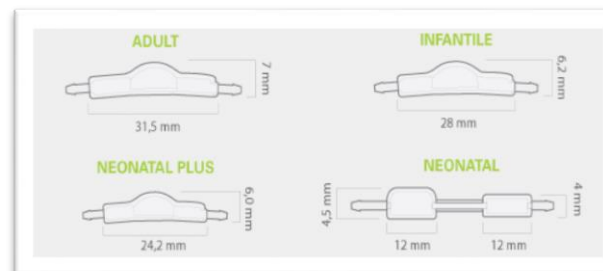 ADULT
7 mm
31,5 mm
INFANTILE
6,2 mm
28 mm
NEONATAL PLUS
6,0 mm
24,2 mm
NEONATAL
4,5 mm
4 mm
12 mm
12 mm